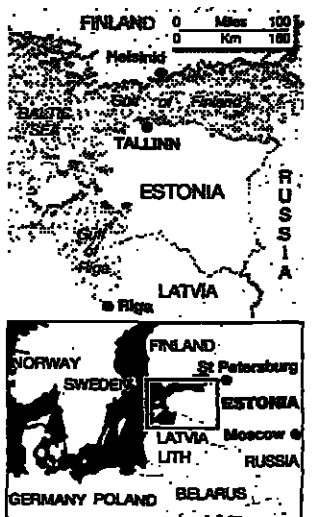 FINLAND
0 Miles 100
0 Km 160
Helsinki
Gulf of Finland
BALTIC
SEA
TALLINN
ESTONIA
RUSSIA
Gulf
of
Riga
LATVIA
Riga
FINLAND
NORWAY
St Petersburg
SWEDEN
ESTONIA
LATVIA
Moscow
LITH
RUSSIA
GERMANY POLAND
BELARUS